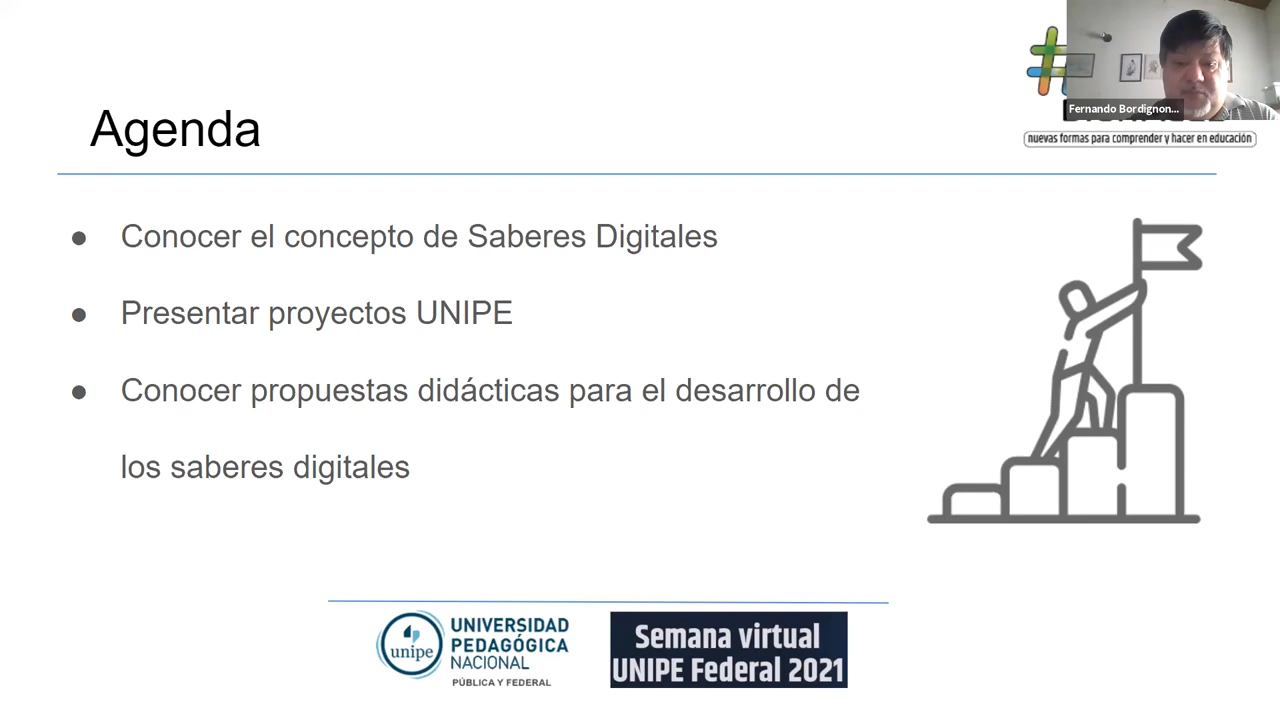 Fernando Bordignon...
nuevas formas para comprender y hacer en educación
Agenda
● Conocer el concepto de Saberes Digitales
● Presentar proyectos UNIPE
● Conocer propuestas didácticas para el desarrollo de
los saberes digitales
unipe
UNIVERSIDAD
PEDAGÓGICA
NACIONAL
PÚBLICA Y FEDERAL
Semana virtual
UNIPE Federal 2021